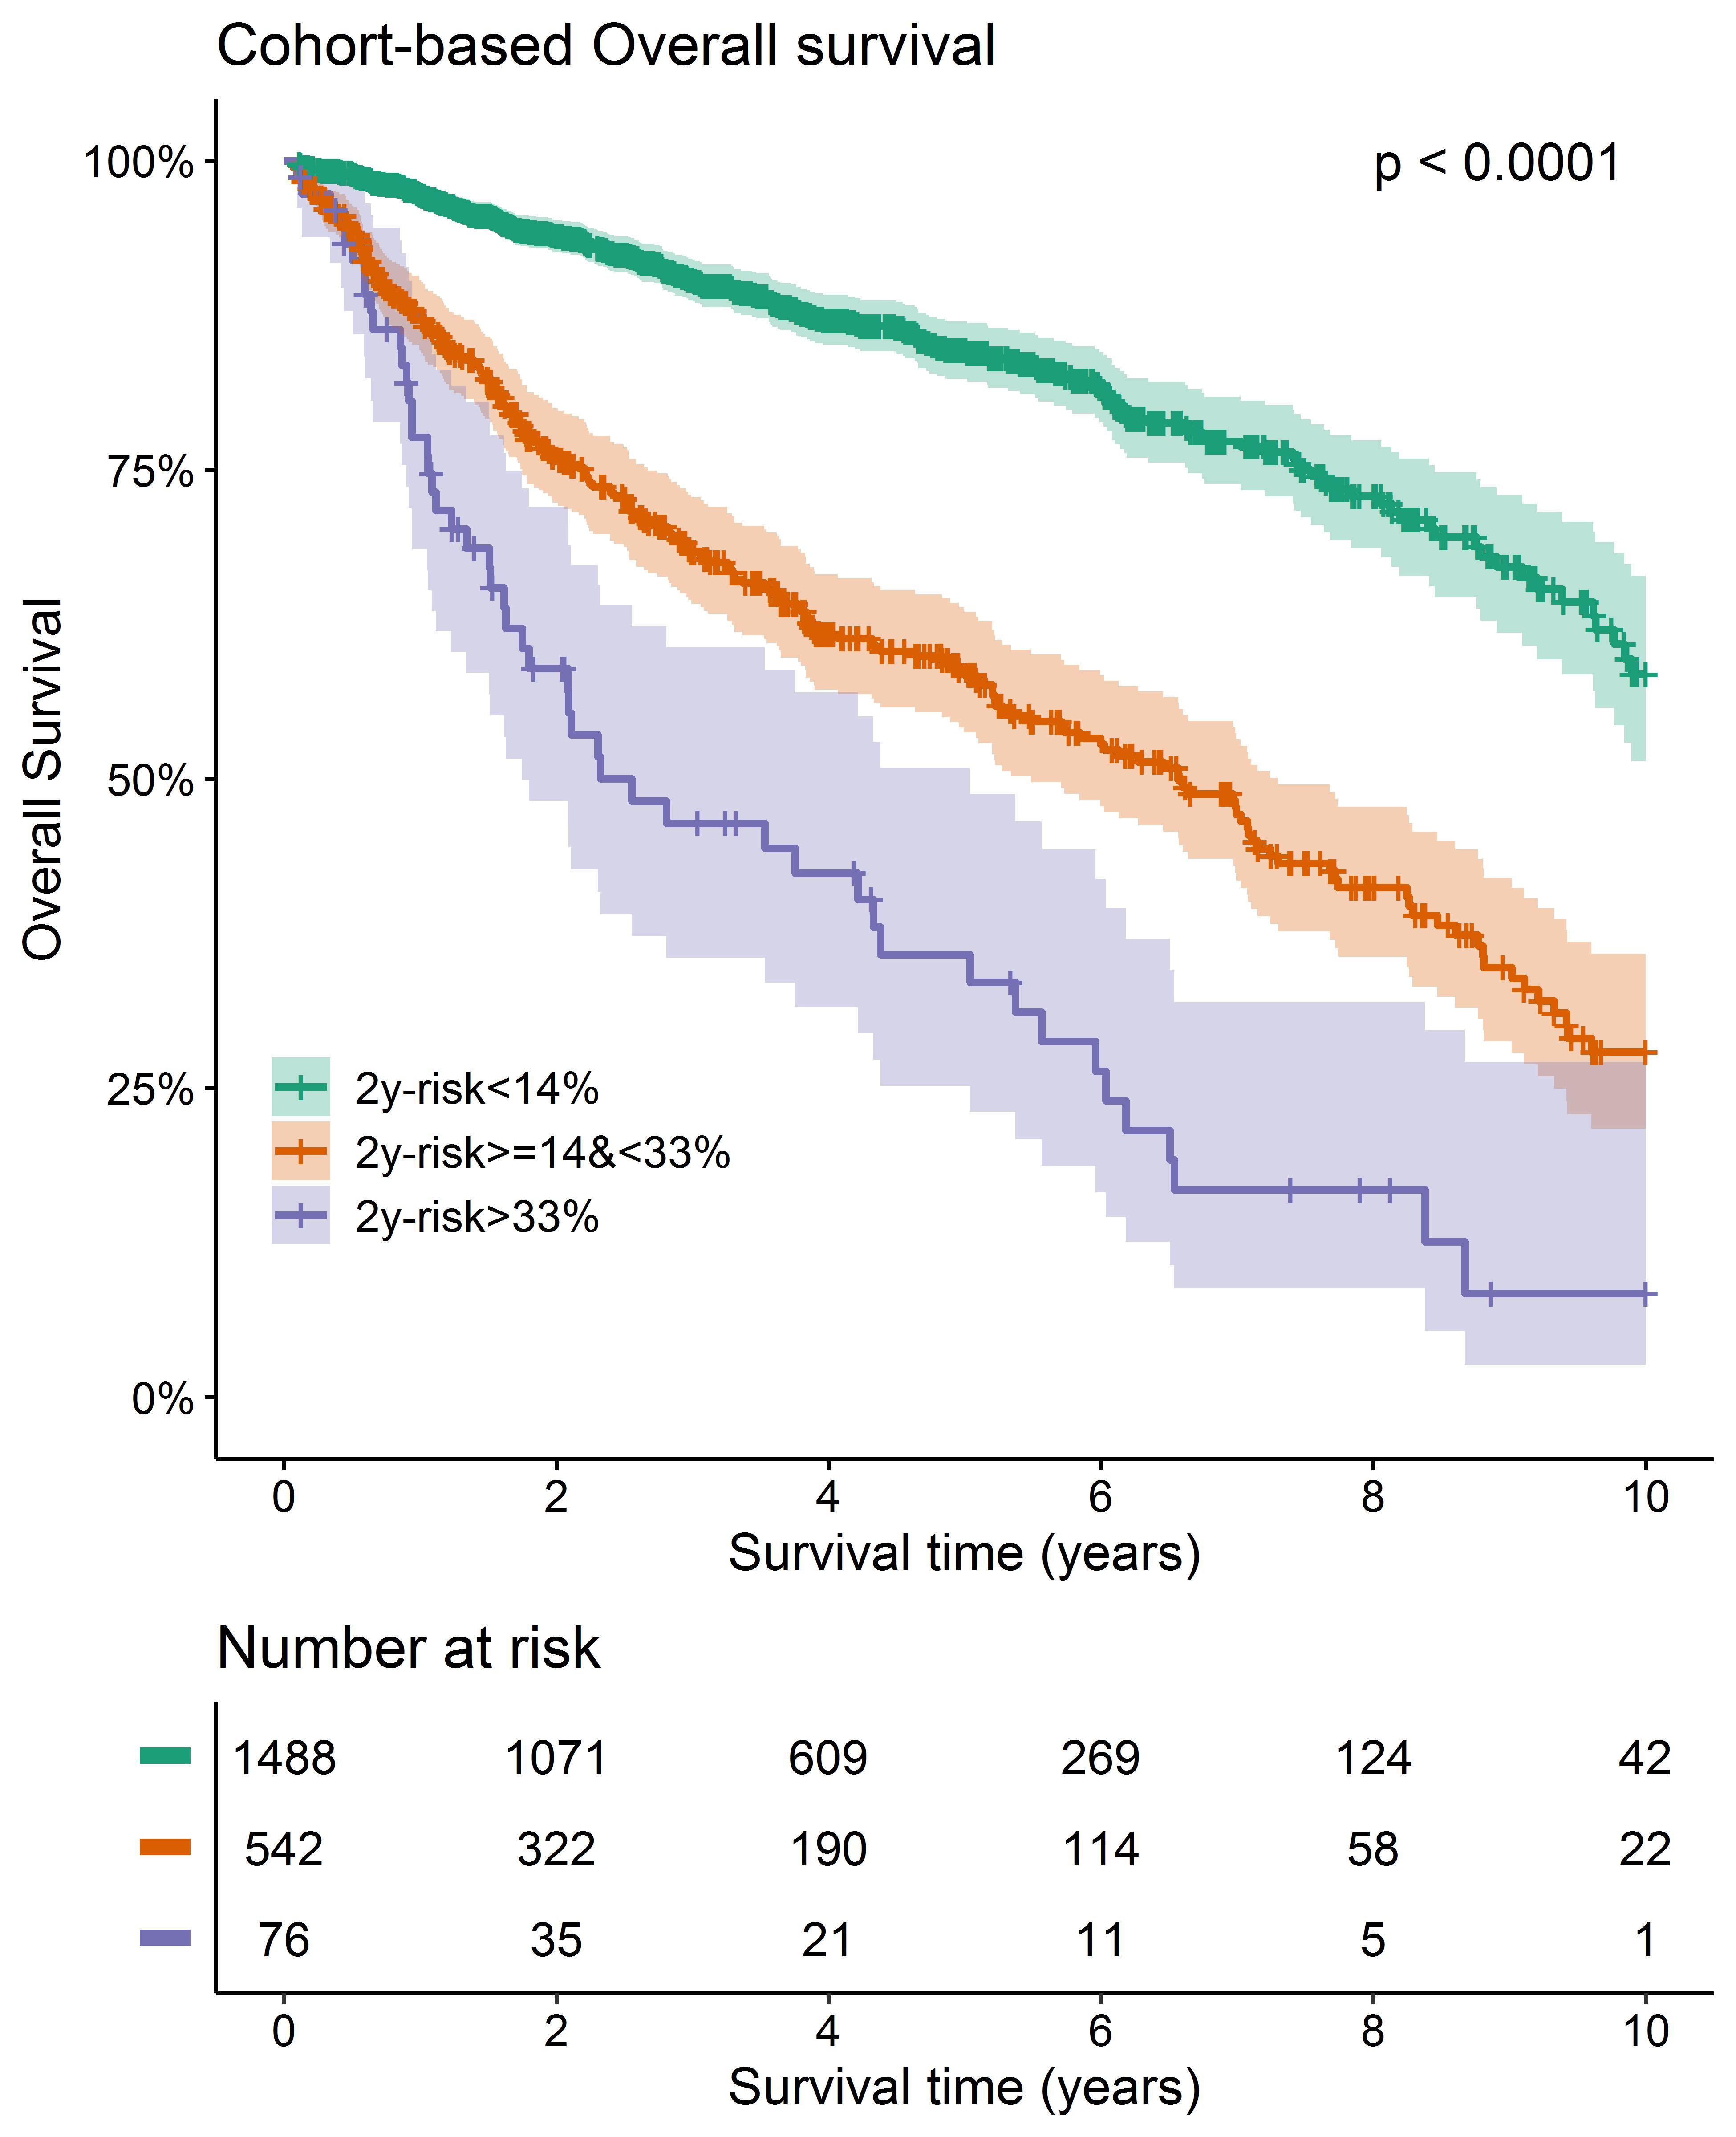 Cohort-based Overall survival
p < 0.0001
100%
75%
50%
25%
0%
Overall Survival
2y-risk<14%
2y-risk>=14&<33%
2y-risk>33%
0 2 4 6 8 10
Survival time (years)
Number at risk
1488 1071 609 269 124 42
542 322 190 114 58 22
76 35 21 11 5 1
0 2 4 6 8 10
Survival time (years)